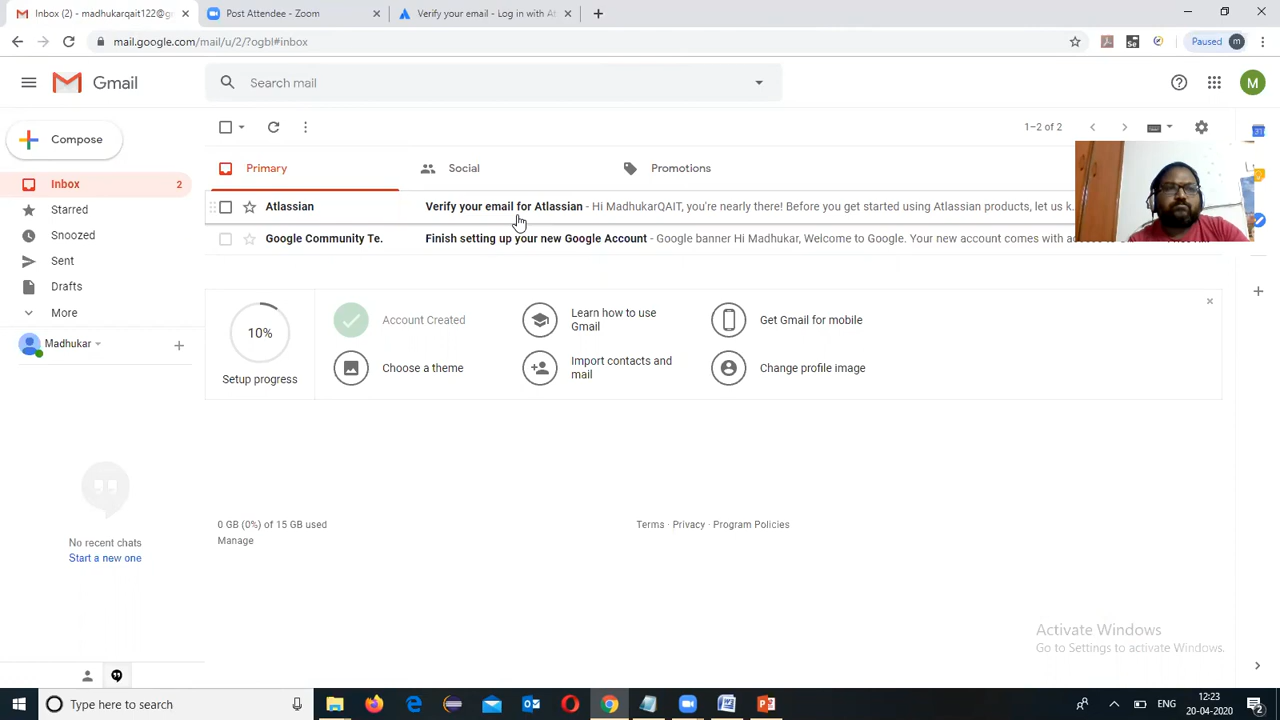 Inbox (2) - madhukarqait122@g
Post Attendee - Zoom
Verify your email - Log in with At
mail.google.com/mail/u/2/?ogbl#inbox
Se
Paused
m
Gmail
Search mail
M
Compose
1–2 of 2
31
Primary
Social
Promotions
Inbox
2
Atlassian
Verify your email for Atlassian - Hi MadhukarQAIT, you're nearly there! Before you get started using Atlassian products, let us k...
Starred
Google Community Te.
Finish setting up your new Google Account - Google banner Hi Madhukar, Welcome to Google. Your new account comes with
Snoozed
Sent
Drafts
More
10%
Setup progress
Account Created
Learn how to use
Gmail
Get Gmail for mobile
Choose a theme
Import contacts and
mail
Change profile image
Madhukar
No recent chats
Start a new one
0 GB (0%) of 15 GB used
Manage
Terms · Privacy · Program Policies
Activate Windows
Go to Settings to activate Windows.
Type here to search
ENG
12:23
20-04-2020
2